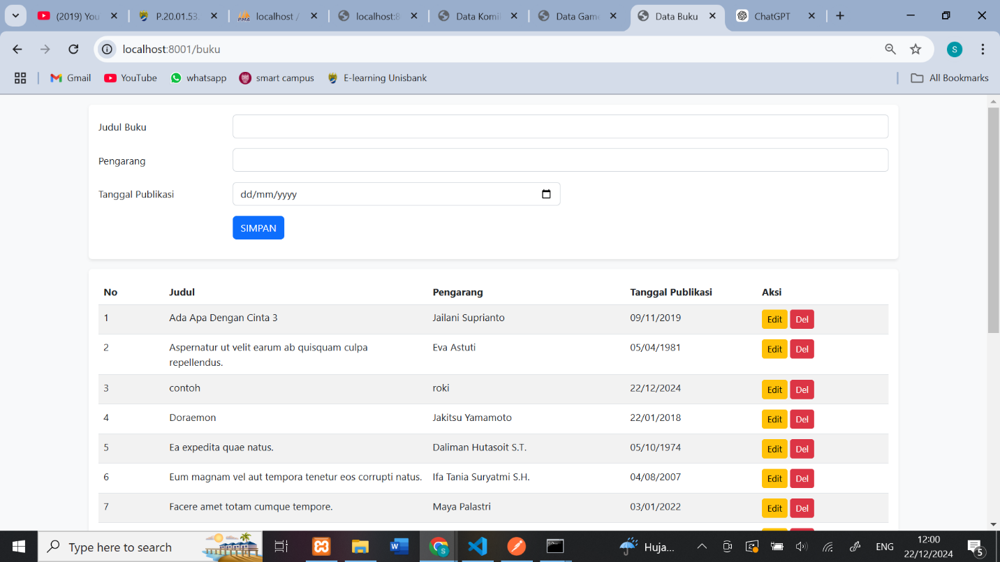 (2019) You
P.20.01.53.
localhost /
localhost:8
Data Komi
Data Game
Data Buku
ChatGPT
localhost:8001/buku
S
Gmail
YouTube
whatsapp
smart campus
E-learning Unisbank
All Bookmarks
Judul Buku
Pengarang
Tanggal Publikasi
dd/mm/yyyy
SIMPAN
No Judul Pengarang Tanggal Publikasi Aksi
1 Ada Apa Dengan Cinta 3 Jailani Suprianto 09/11/2019 Edit Del
2 Aspernatur ut velit earum ab quisquam culpa Eva Astuti 05/04/1981 Edit Del
repellendus.
3 contoh roki 22/12/2024 Edit Del
4 Doraemon Jakitsu Yamamoto 22/01/2018 Edit Del
5 Ea expedita quae natus. Daliman Hutasoit S.T. 05/10/1974 Edit Del
6 Eum magnam vel aut tempora tenetur eos corrupti natus. Ifa Tania Suryatmi S.H. 04/08/2007 Edit Del
7 Facere amet totam cumque tempore. Maya Palastri 03/01/2022 Edit Del
Type here to search
Huja...
ENG
12:00
22/12/2024
5